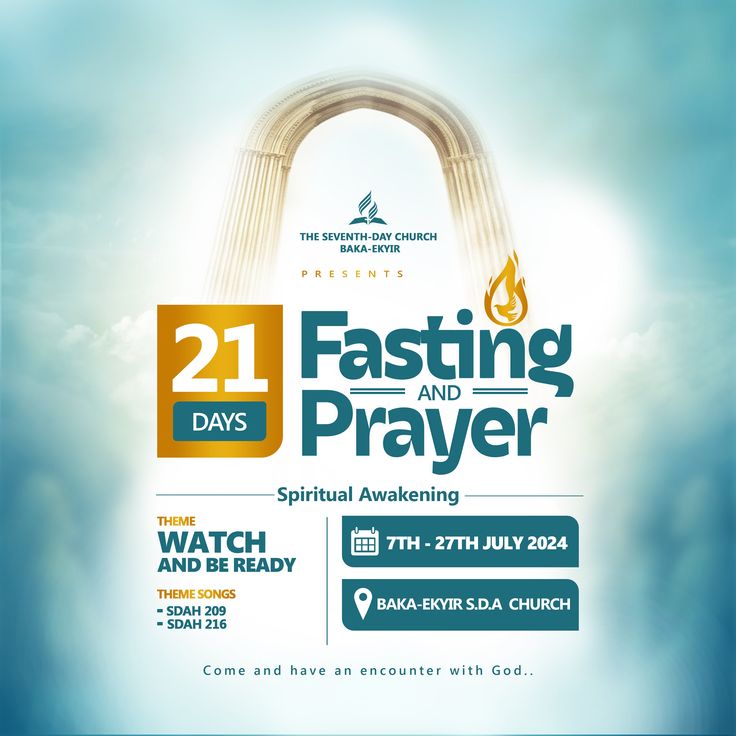 THE SEVENTH-DAY CHURCH
BAKA-EKYIR
PRESENTS
21
DAYS
Fasting
AND
Prayer
Spiritual Awakening
THEME
WATCH
AND BE READY
THEME SONGS
- SDAH 209
- SDAH 216
7TH - 27TH JULY 2024
BAKA-EKYIR S.D.A CHURCH
Come and have an encounter with God..